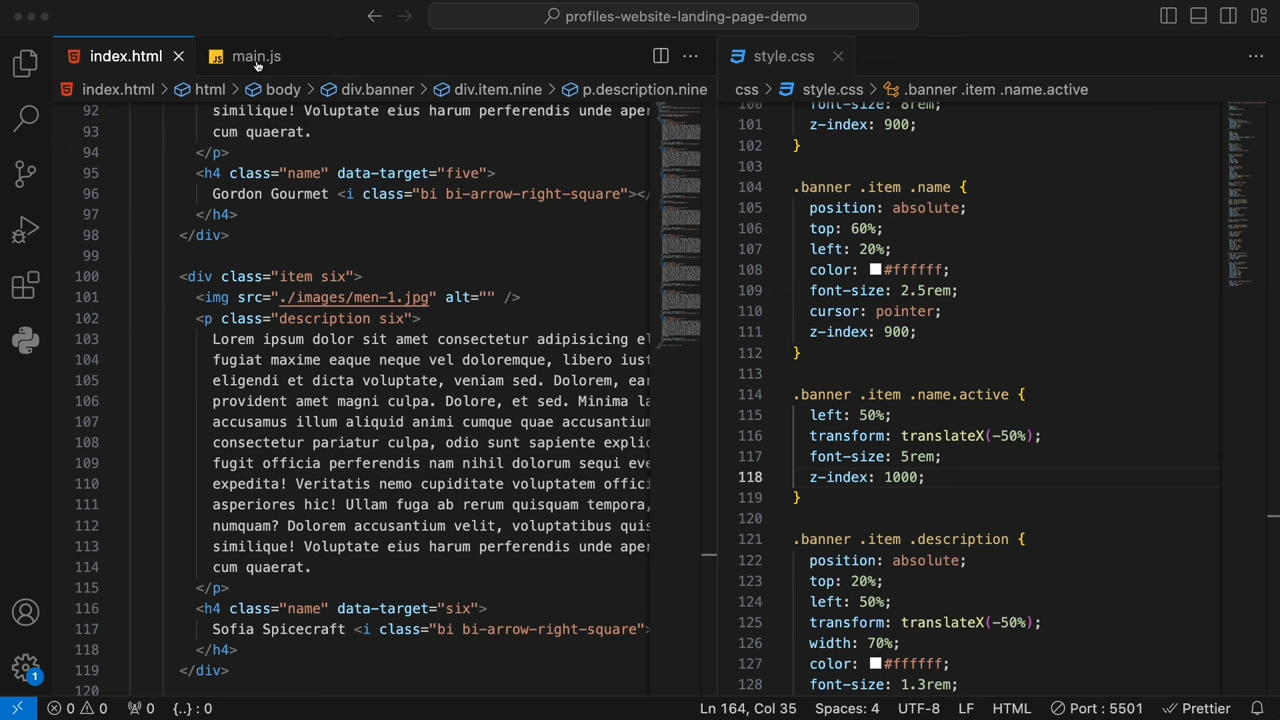 profiles-website-landing-page-demo
index.html
JS main.js
index.html > html > body > div.banner > div.item.nine > p.description.nine
92 similique! Voluptate eius harum perferendis unde aper
93 cum quaerat.
94 </p>
95 <h4 class="name" data-target="five">
96 Gordon Gourmet <i class="bi bi-arrow-right-square"></
97 </h4>
98 </div>
99
100 <div class="item six">
101 <img src="./images/men-1.jpg" alt="" />
102 <p class="description six">
103 Lorem ipsum dolor sit amet consectetur adipisicing el
104 fugiat maxime eaque neque vel doloremque, libero iust
105 eligendi et dicta voluptate, veniam sed. Dolorem, ear
106 provident amet magni culpa. Dolore, et sed. Minima la
107 accusamus illum aliquid animi cumque quae accusantium
108 consectetur pariatur culpa, odio sunt sapiente explic
109 fugit officia perferendis nam nihil dolorum sequi eve
110 expedita! Veritatis nemo cupiditate voluptatem offici
111 asperiores hic! Ullam fuga ab rerum quisquam tempora,
112 numquam? Dolorem accusantium velit, voluptatibus quis
113 similique! Voluptate eius harum perferendis unde aper
114 cum quaerat.
115 </p>
116 <h4 class="name" data-target="six">
117 Sofia Spicecraft <i class="bi bi-arrow-right-square">
118 </h4>
119 </div>
120
style.css
css > style.css > .banner .item .name.active
100 font-size: 8rem;
101 z-index: 900;
102 }
103
104 .banner .item .name {
105 position: absolute;
106 top: 60%;
107 left: 20%;
108 color: #ffffff;
109 font-size: 2.5rem;
110 cursor: pointer;
111 z-index: 900;
112 }
113
114 .banner .item .name.active {
115 left: 50%;
116 transform: translateX(-50%);
117 font-size: 5rem;
118 z-index: 1000;
119 }
120
121 .banner .item .description {
122 position: absolute;
123 top: 20%;
124 left: 50%;
125 transform: translateX(-50%);
126 width: 70%;
127 color: #ffffff;
128 font-size: 1.3rem;
1
0 0 0 {..} : 0 Ln 164, Col 35 Spaces: 4 UTF-8 LF HTML Port : 5501 Prettier